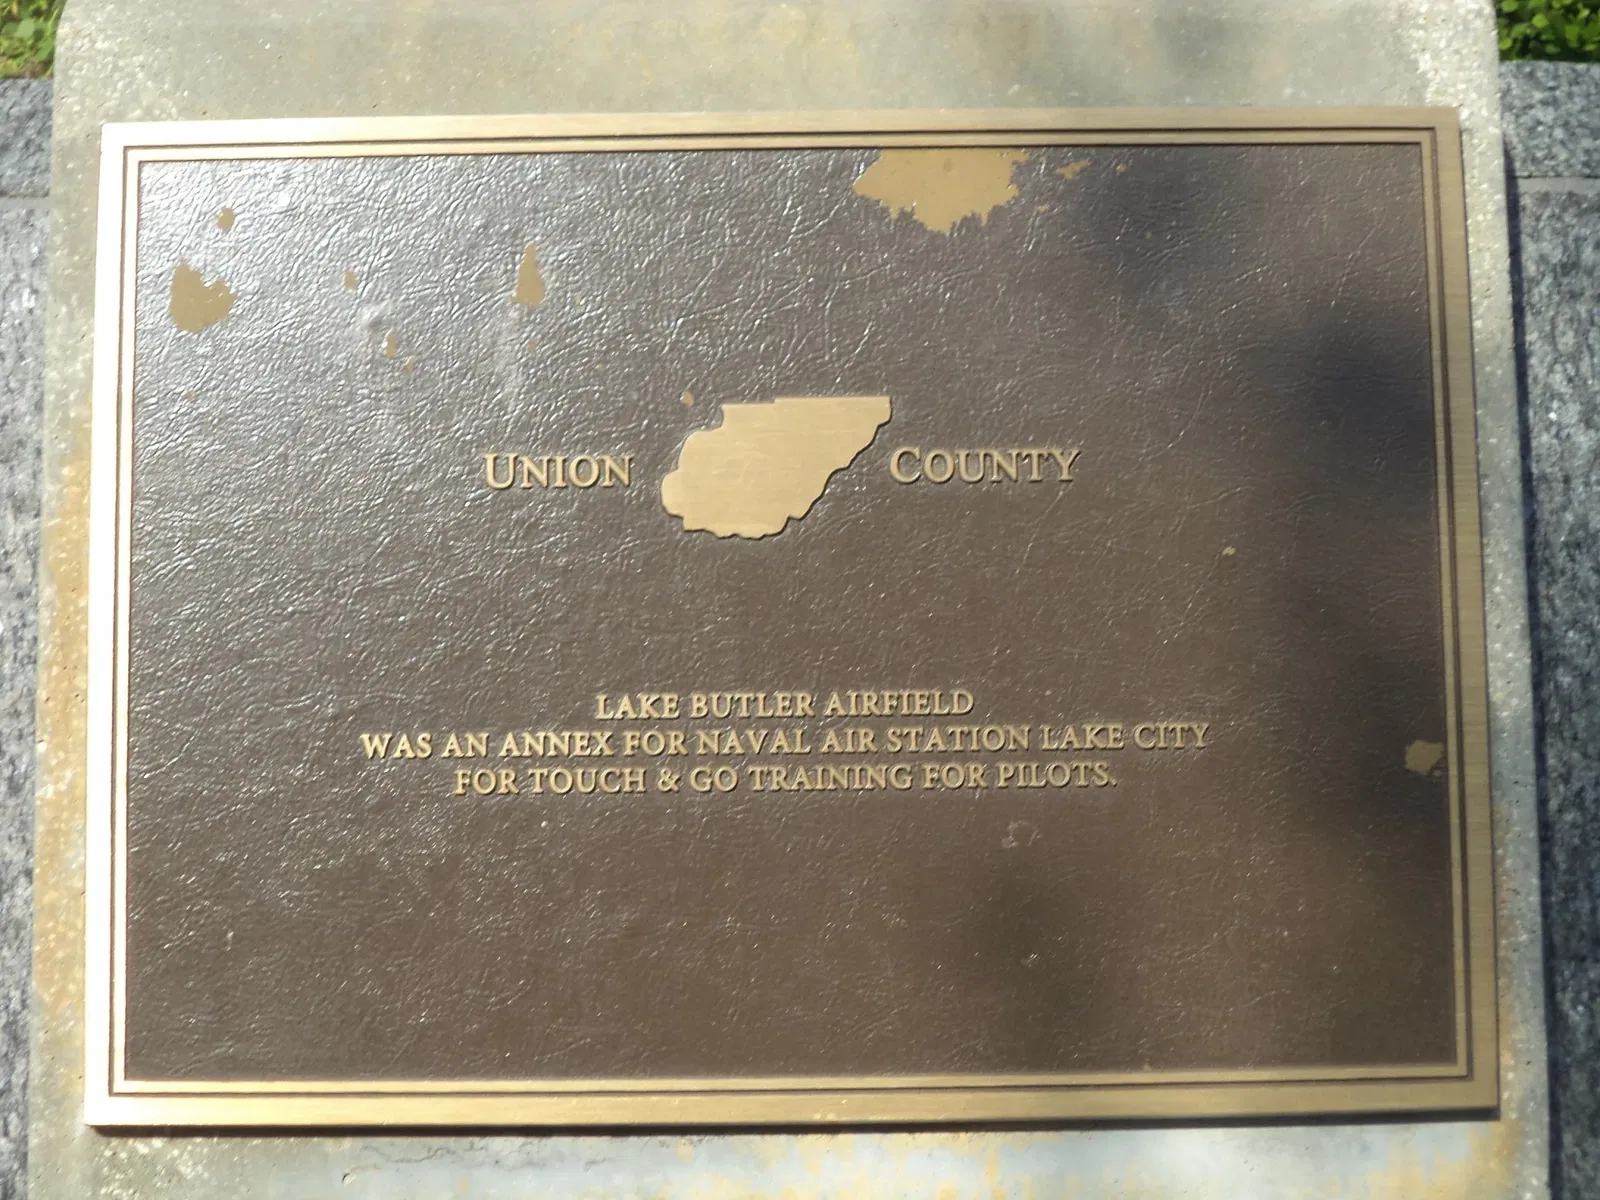 UNION COUNTY
LAKE BUTLER AIRFIELD
WAS AN ANNEX FOR NAVAL AIR STATION LAKE CITY
FOR TOUCH & GO TRAINING FOR PILOTS.